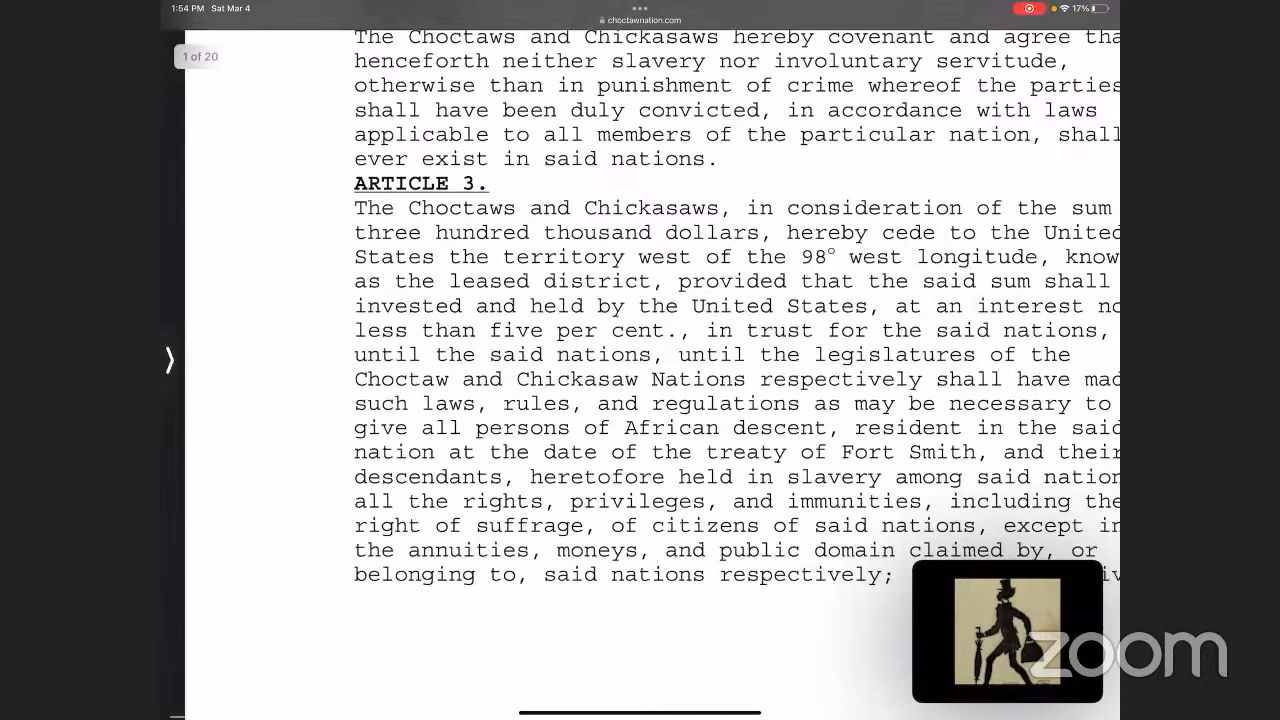 1:54 PM Sat Mar 4
17%
choctawnation.com
1 of 20
The Choctaws and Chickasaws hereby covenant and agree tha
henceforth neither slavery nor involuntary servitude,
otherwise than in punishment of crime whereof the parties
shall have been duly convicted, in accordance with laws
applicable to all members of the particular nation, shall
ever exist in said nations.
ARTICLE 3.
The Choctaws and Chickasaws, in consideration of the sum
three hundred thousand dollars, hereby cede to the United
States the territory west of the 98° west longitude, know
as the leased district, provided that the said sum shall
invested and held by the United States, at an interest no
less than five per cent., in trust for the said nations,
until the said nations, until the legislatures of the
Choctaw and Chickasaw Nations respectively shall have mad
such laws, rules, and regulations as may be necessary to
give all persons of African descent, resident in the said
nation at the date of the treaty of Fort Smith, and their
descendants, heretofore held in slavery among said nation
all the rights, privileges, and immunities, including the
right of suffrage, of citizens of said nations, except in
the annuities, moneys, and public domain claimed by, or
belonging to, said nations respectively;
zoom